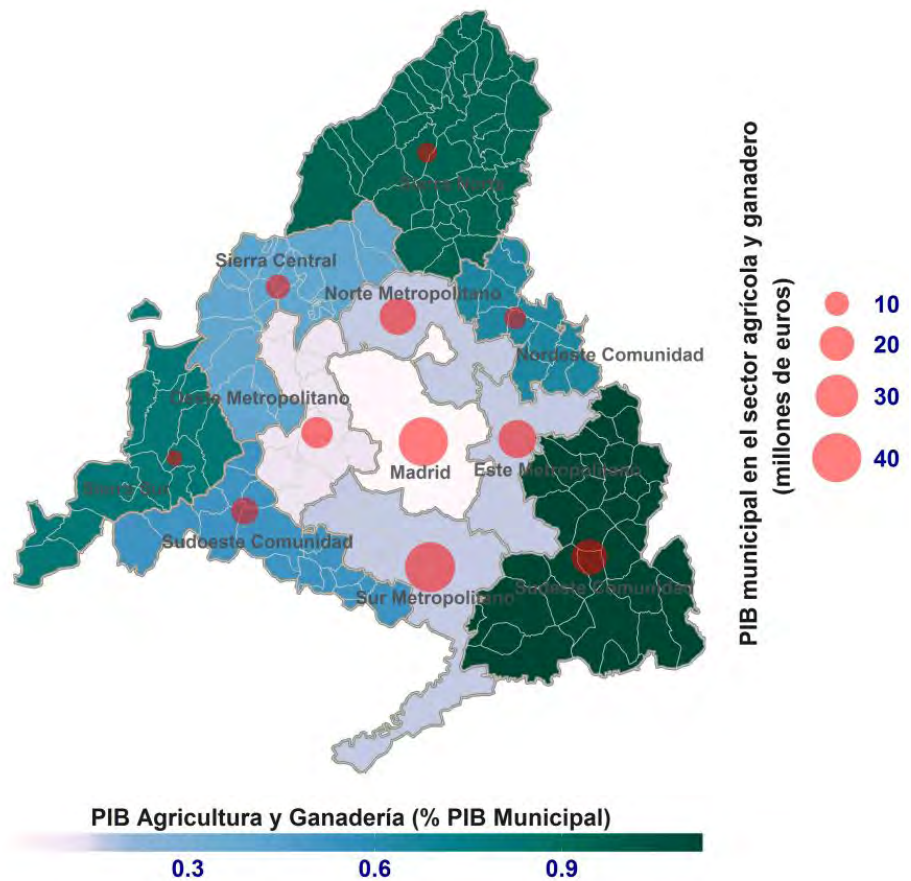 Sierra Norte
Sierra Central
Norte Metropolitano
Nordeste Comunidad
Oeste Metropolitano
Madrid
Este Metropolitano
Sierra Sur
Sudoeste Comunidad
Sur Metropolitano
Sudeste Comunidad
PIB municipal en el sector agrícola y ganadero
(millones de euros)
10
20
30
40
PIB Agricultura y Ganadería (% PIB Municipal)
0.3 0.6 0.9